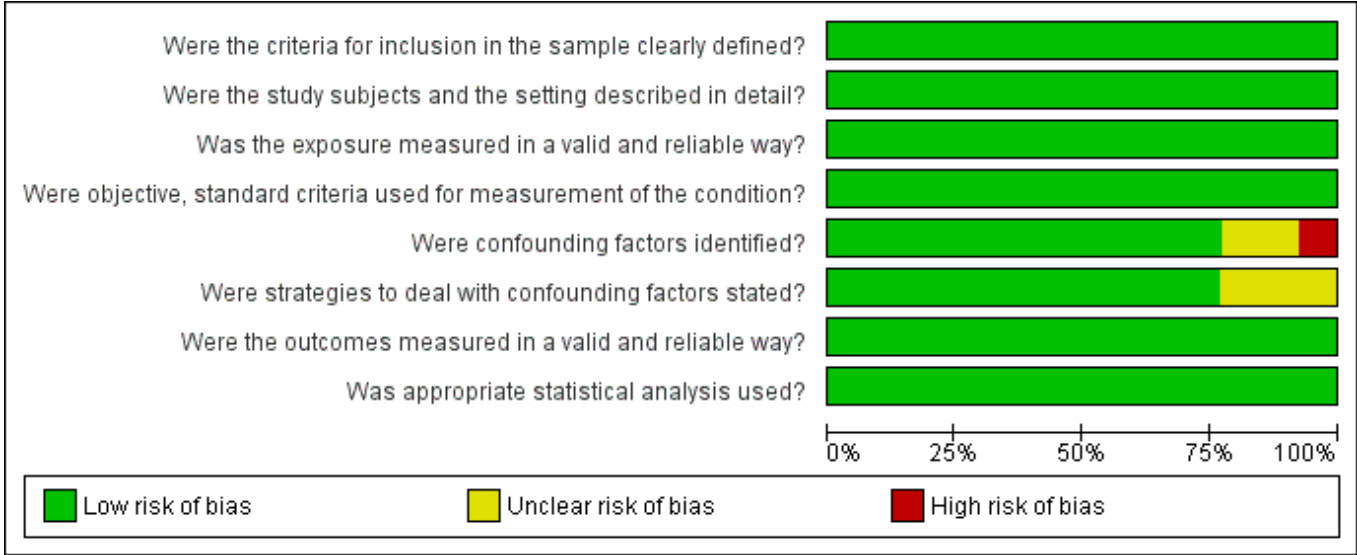 Were the criteria for inclusion in the sample clearly defined?
Were the study subjects and the setting described in detail?
Was the exposure measured in a valid and reliable way?
Were objective, standard criteria used for measurement of the condition?
Were confounding factors identified?
Were strategies to deal with confounding factors stated?
Were the outcomes measured in a valid and reliable way?
Was appropriate statistical analysis used?
0% 25% 50% 75% 100%
Low risk of bias Unclear risk of bias High risk of bias